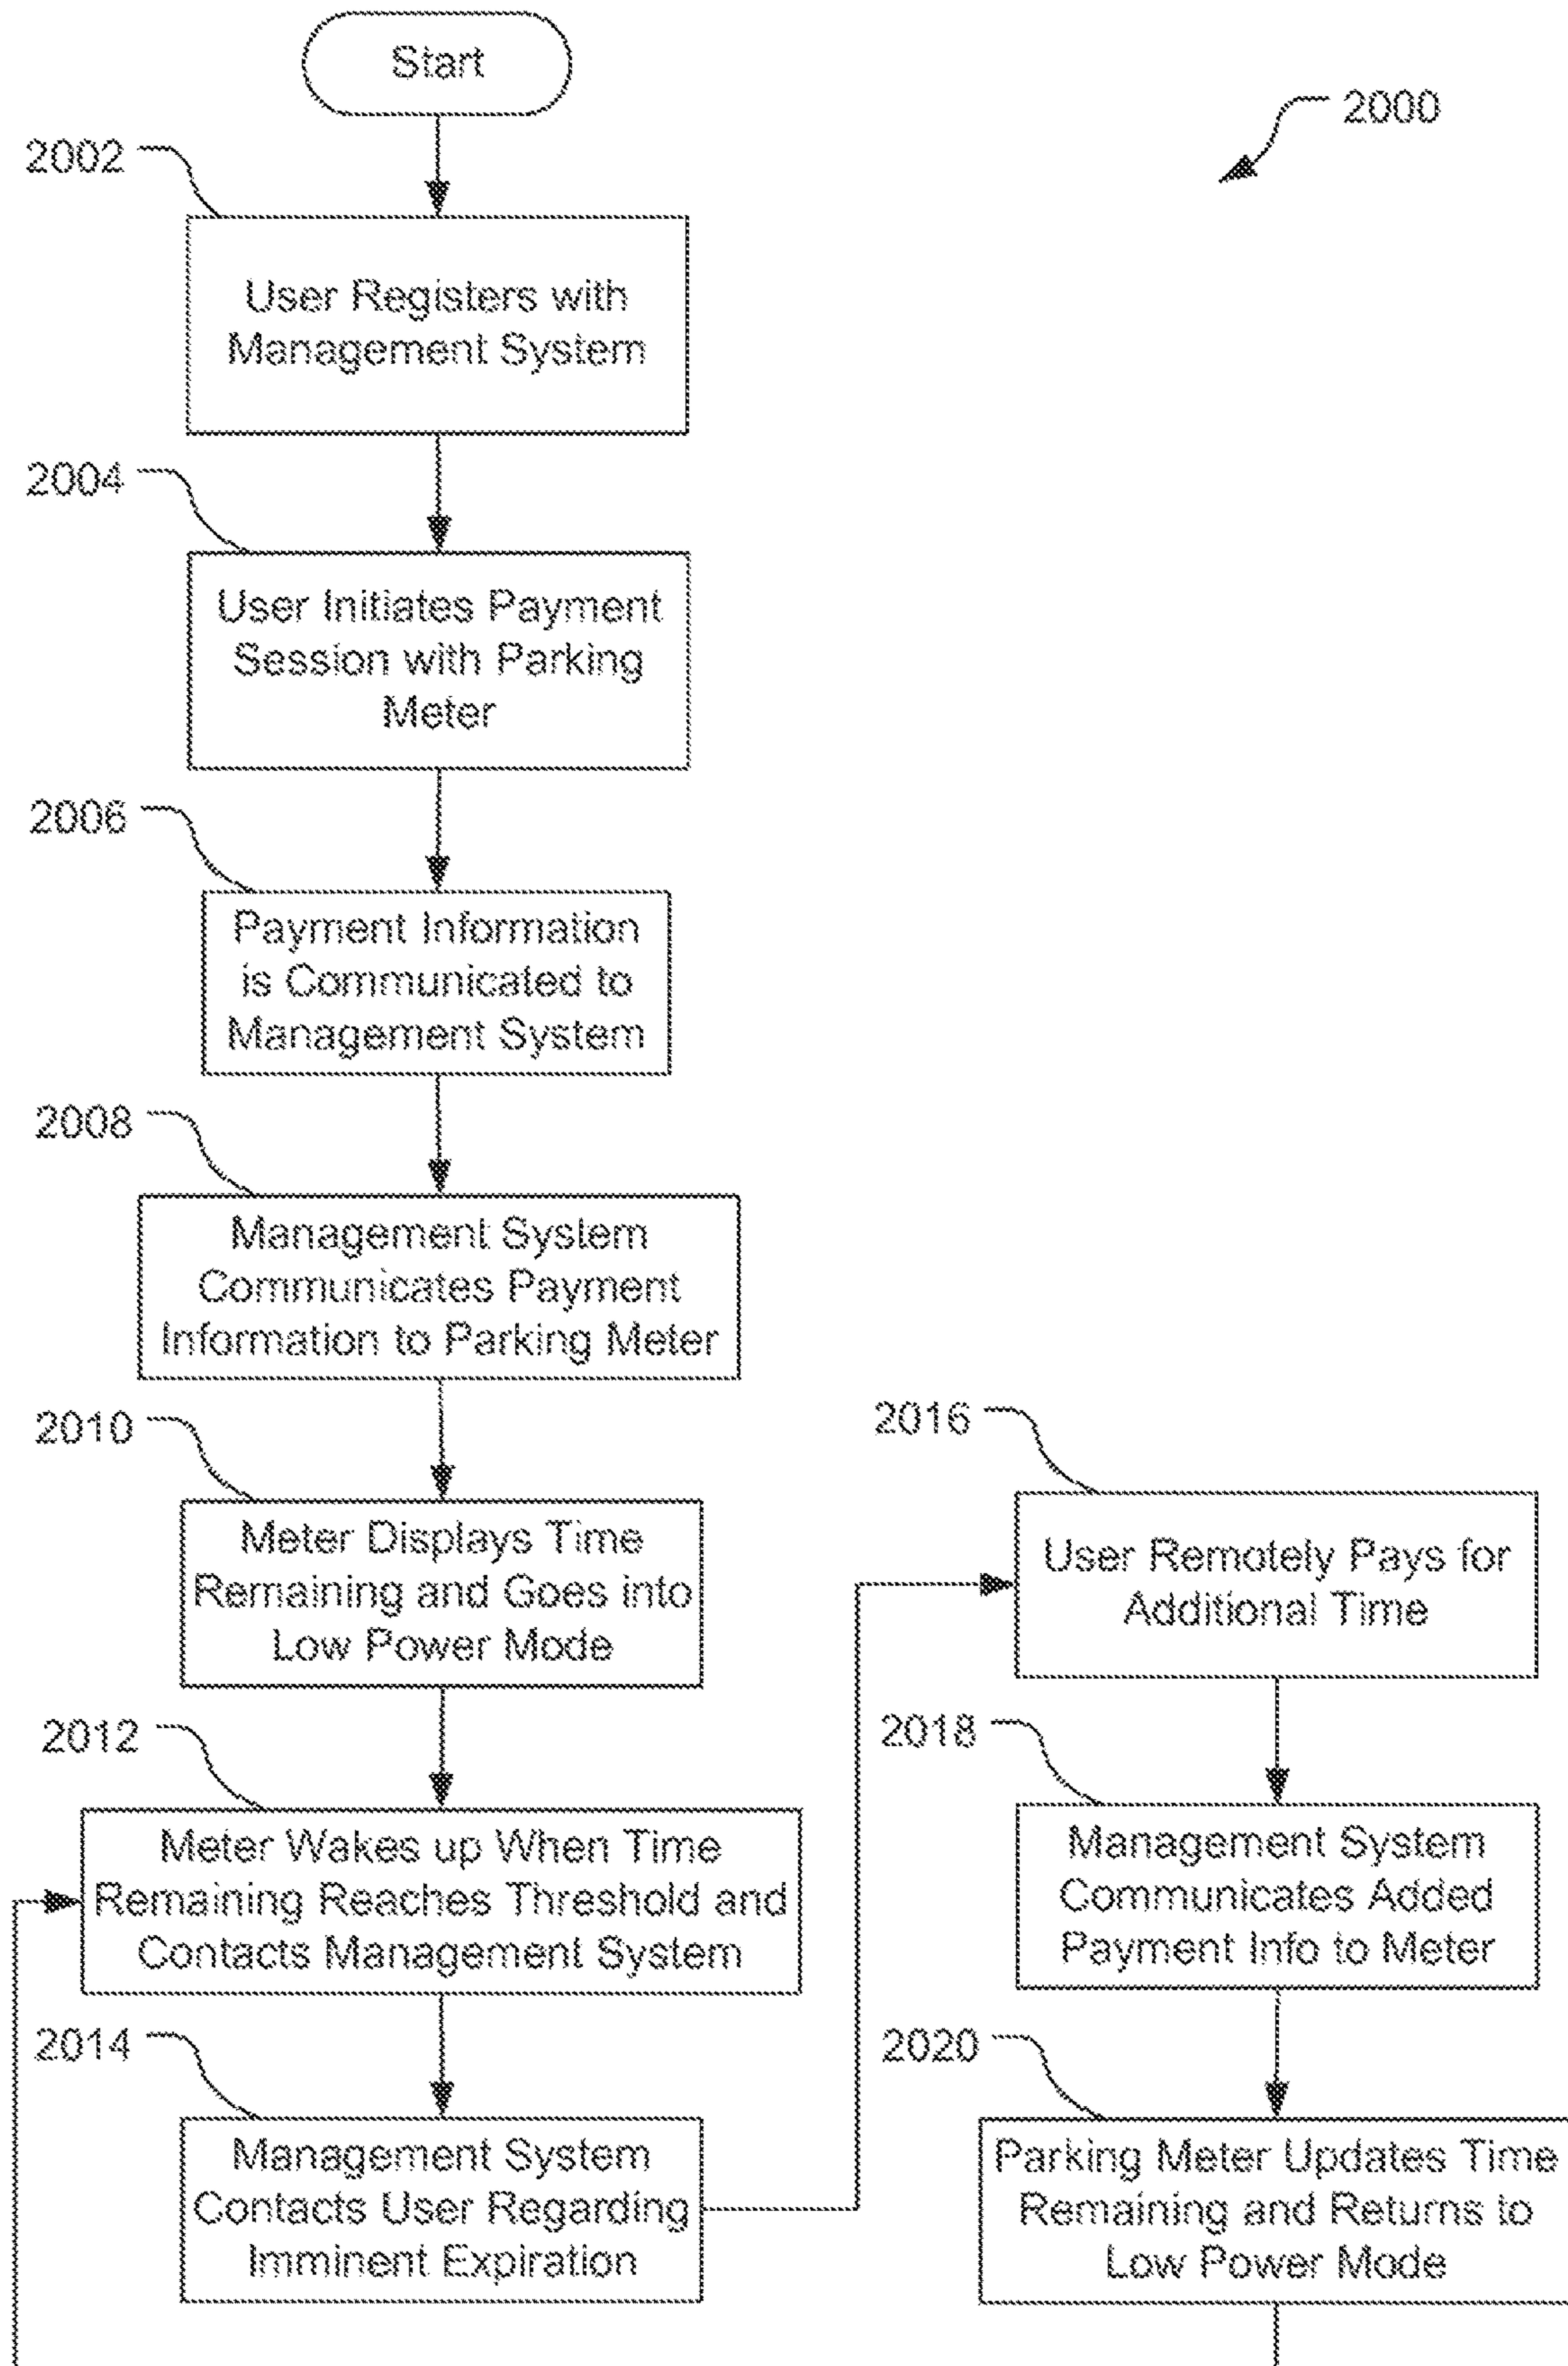 Start
2000
2002
User Registers with
Management System
2004
User Initiates Payment
Session with Parking
Meter
2006
Payment Information
is Communicated to
Management System
2008
Management System
Communicates Payment
Information to Parking Meter
2010
Meter Displays Time
Remaining and Goes into
Low Power Mode
2012
Meter Wakes up When Time
Remaining Reaches Threshold and
Contacts Management System
2014
Management System
Contacts User Regarding
Imminent Expiration
2016
User Remotely Pays for
Additional Time
2018
Management System
Communicates Added
Payment Info to Meter
2020
Parking Meter Updates Time
Remaining and Returns to
Low Power Mode